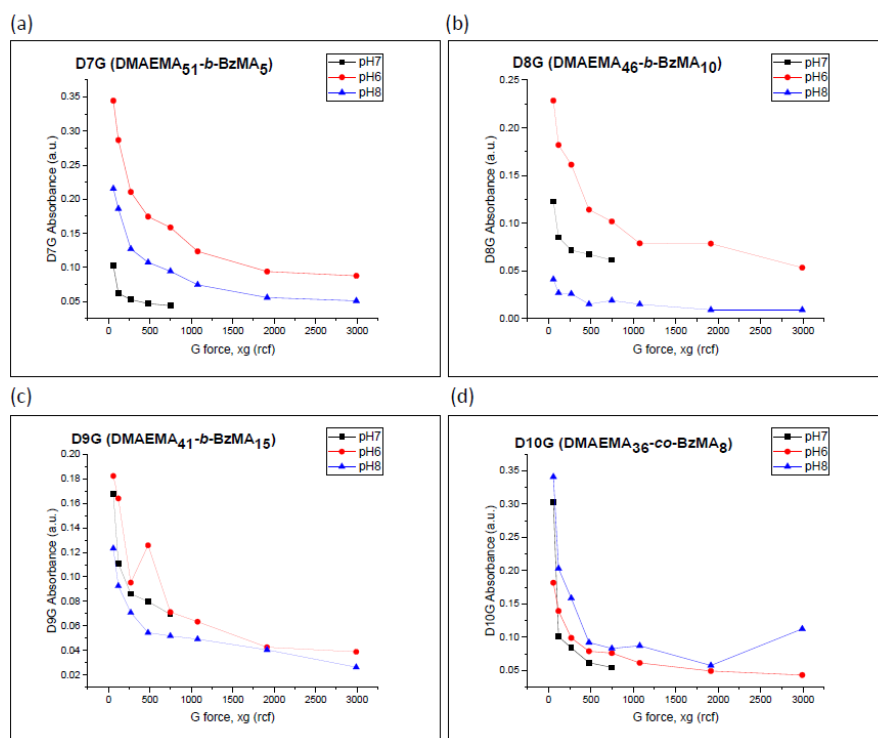 (a)
D7G (DMAEMA51-b-BzMA5)
pH7
pH6
pH8
D7G Absorbance (a.u.)
0.35
0.30
0.25
0.20
0.15
0.10
0.05
0 500 1000 1500 2000 2500 3000
G force, xg (rcf)
(b)
D8G (DMAEMA46-b-BzMA10)
pH7
pH6
pH8
D8G Absorbance (a.u.)
0.25
0.20
0.15
0.10
0.05
0.00
0 500 1000 1500 2000 2500 3000
G force, xg (rcf)
(c)
D9G (DMAEMA41-b-BzMA15)
pH7
pH6
pH8
D9G Absorbance (a.u.)
0.20
0.18
0.16
0.14
0.12
0.10
0.08
0.06
0.04
0.02
0 500 1000 1500 2000 2500 3000
G force, xg (rcf)
(d)
D10G (DMAEMA36-co-BzMA8)
pH7
pH6
pH8
D10G Absorbance (a.u.)
0.35
0.30
0.25
0.20
0.15
0.10
0.05
0 500 1000 1500 2000 2500 3000
G force, xg (rcf)